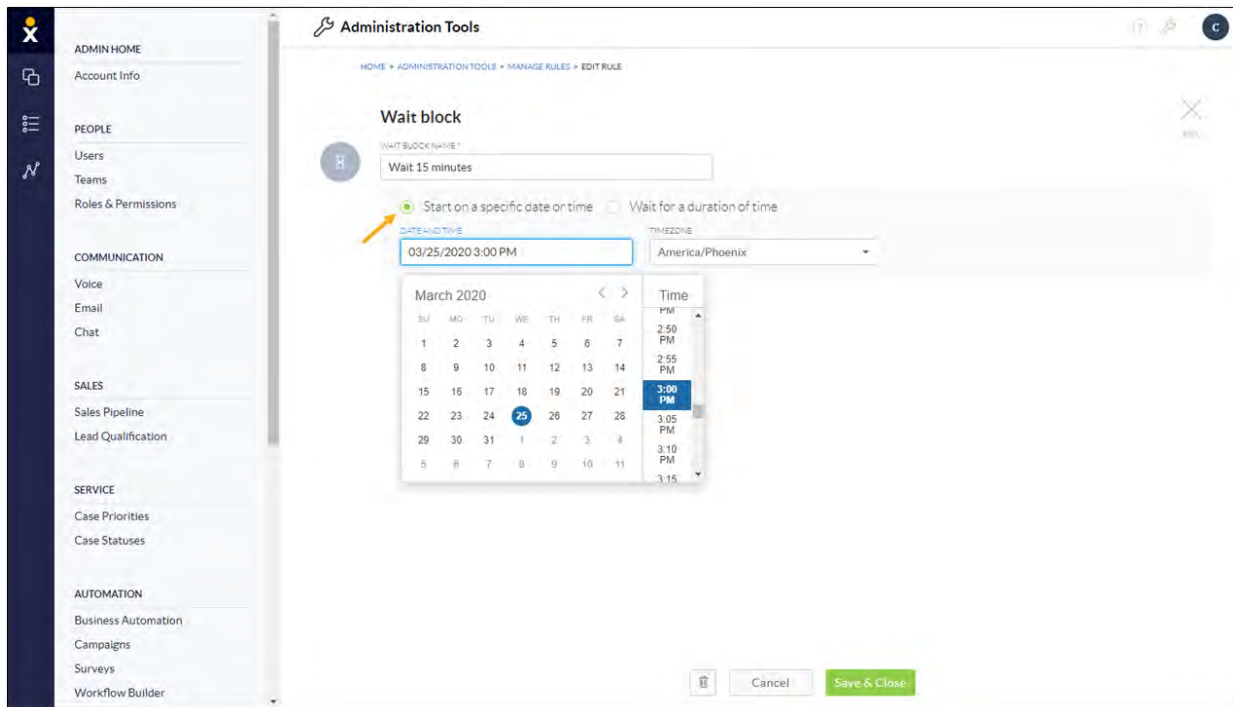 Administration Tools
C
ADMIN HOME
Account Info
PEOPLE
Users
Teams
Roles & Permissions
COMMUNICATION
Voice
Email
Chat
SALES
Sales Pipeline
Lead Qualification
SERVICE
Case Priorities
Case Statuses
AUTOMATION
Business Automation
Campaigns
Surveys
Workflow Builder
HOME > ADMINISTRATION TOOLS > MANAGE RULES > EDIT RULE
Wait block
WAIT BLOCK NAME *
Wait 15 minutes
Start on a specific date or time Wait for a duration of time
DATE AND TIME TIMEZONE
03/25/2020 3:00 PM America/Phoenix
March 2020 < > Time
SU MO TU WE TH FR SA
1 2 3 4 5 6 7
8 9 10 11 12 13 14
15 16 17 18 19 20 21
22 23 24 25 26 27 28
29 30 31 1 2 3 4
5 6 7 8 9 10 11
PM
2:50
PM
2:55
PM
3:00
PM
3:05
PM
3:10
PM
3:15
Cancel Save & Close